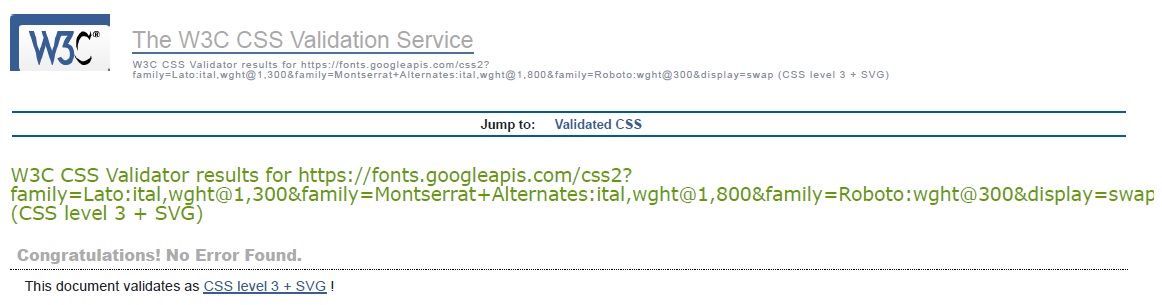 W3C®
The W3C CSS Validation Service
W3C CSS Validator results for https://fonts.googleapis.com/css2?
family=Lato:ital,wght@1,300&family=Montserrat+Alternates:ital,wght@1,800&family=Roboto:wght@300&display=swap (CSS level 3 + SVG)
Jump to: Validated CSS
W3C CSS Validator results for https://fonts.googleapis.com/css2?
family=Lato:ital,wght@1,300&family=Montserrat+Alternates:ital,wght@1,800&family=Roboto:wght@300&display=swap
(CSS level 3 + SVG)
Congratulations! No Error Found.
This document validates as CSS level 3 + SVG !